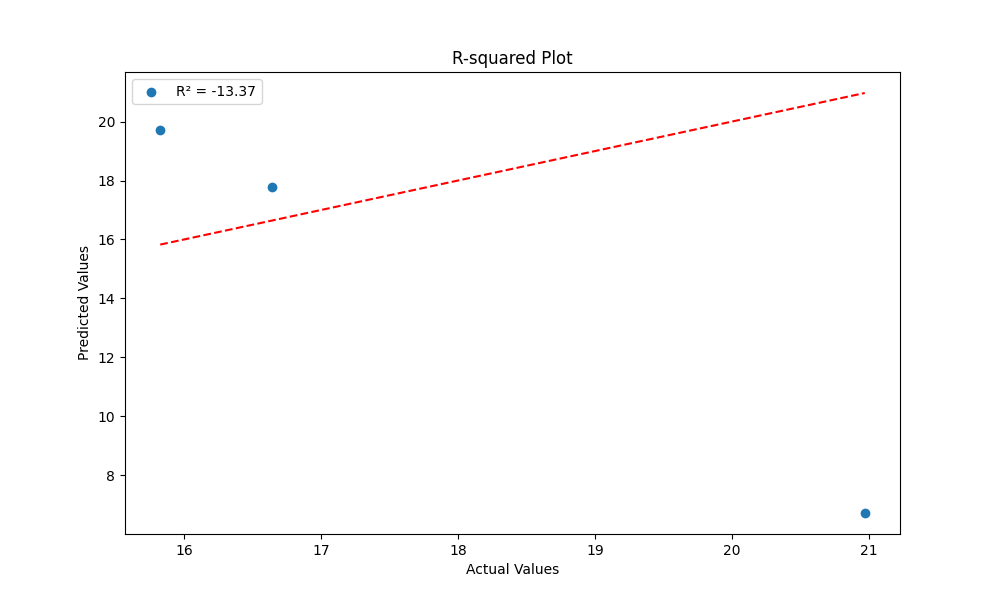 R-squared Plot
R² = -13.37
Predicted Values
20
18
16
14
12
10
8
16 17 18 19 20 21
Actual Values